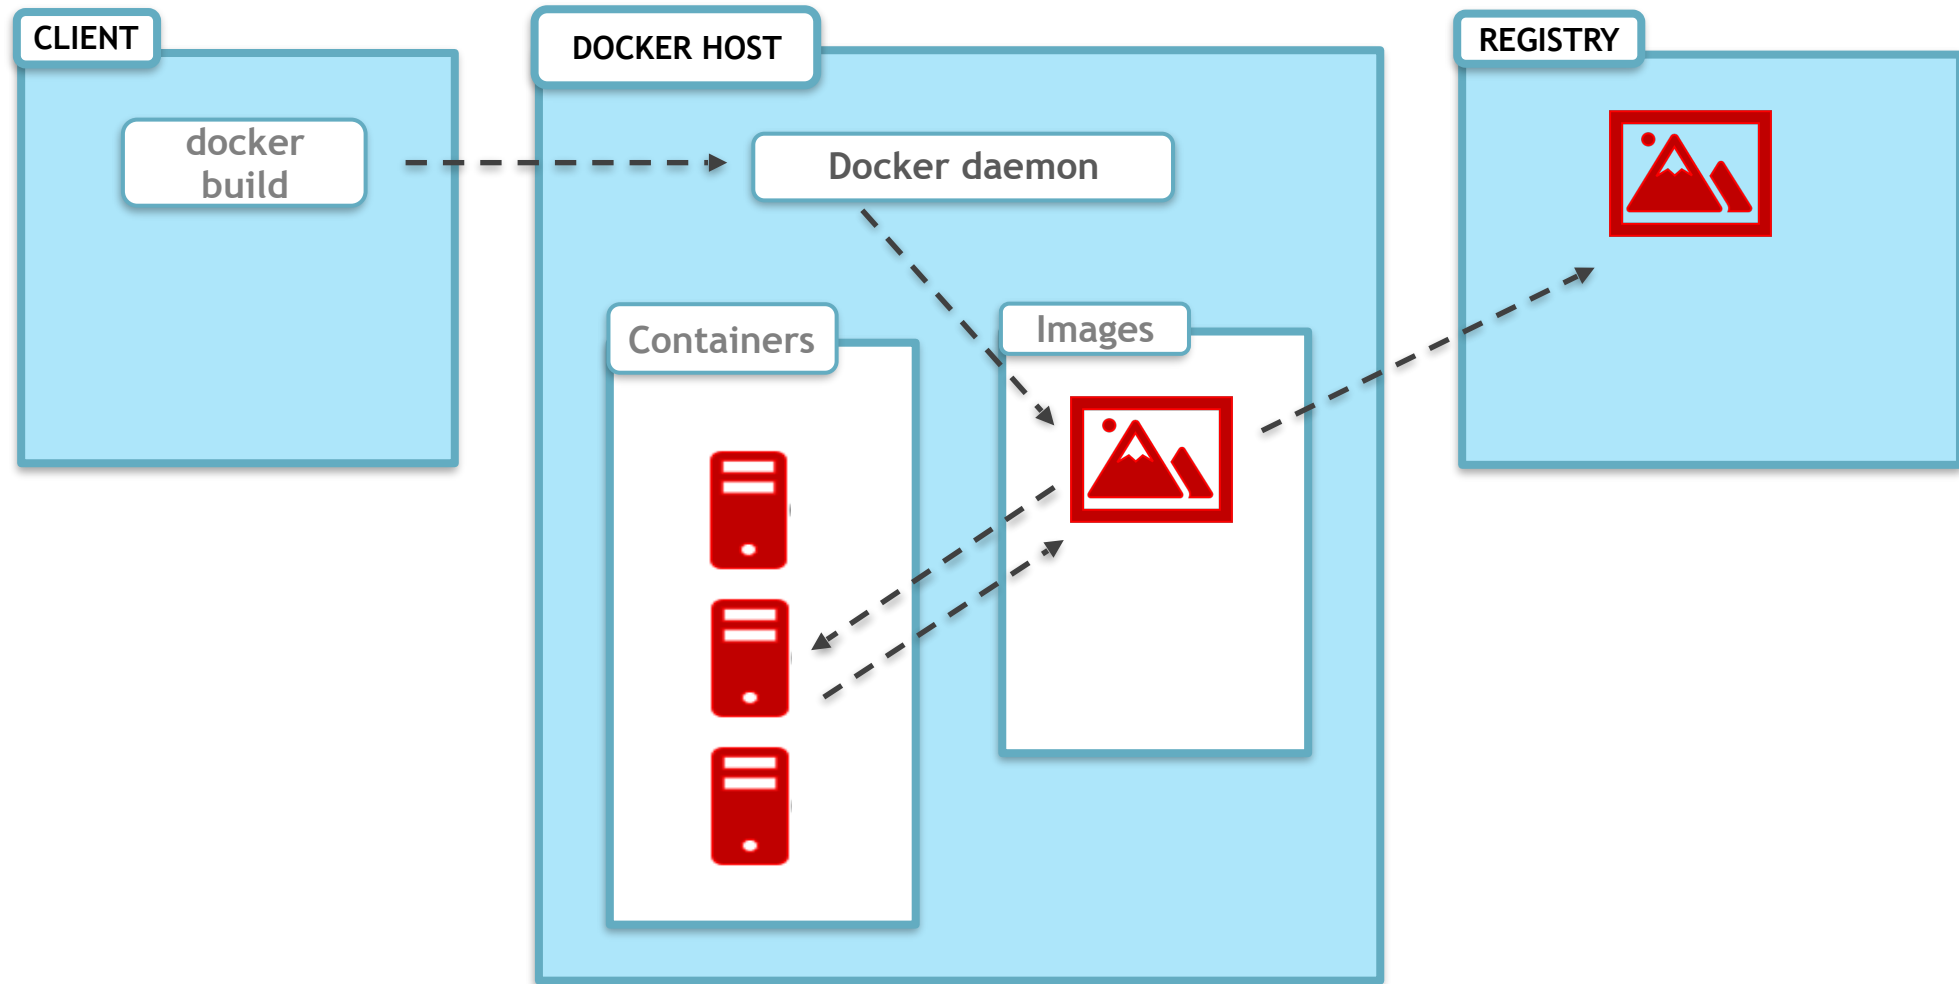 CLIENT
DOCKER HOST
REGISTRY
docker
build
Docker daemon
Containers
Images